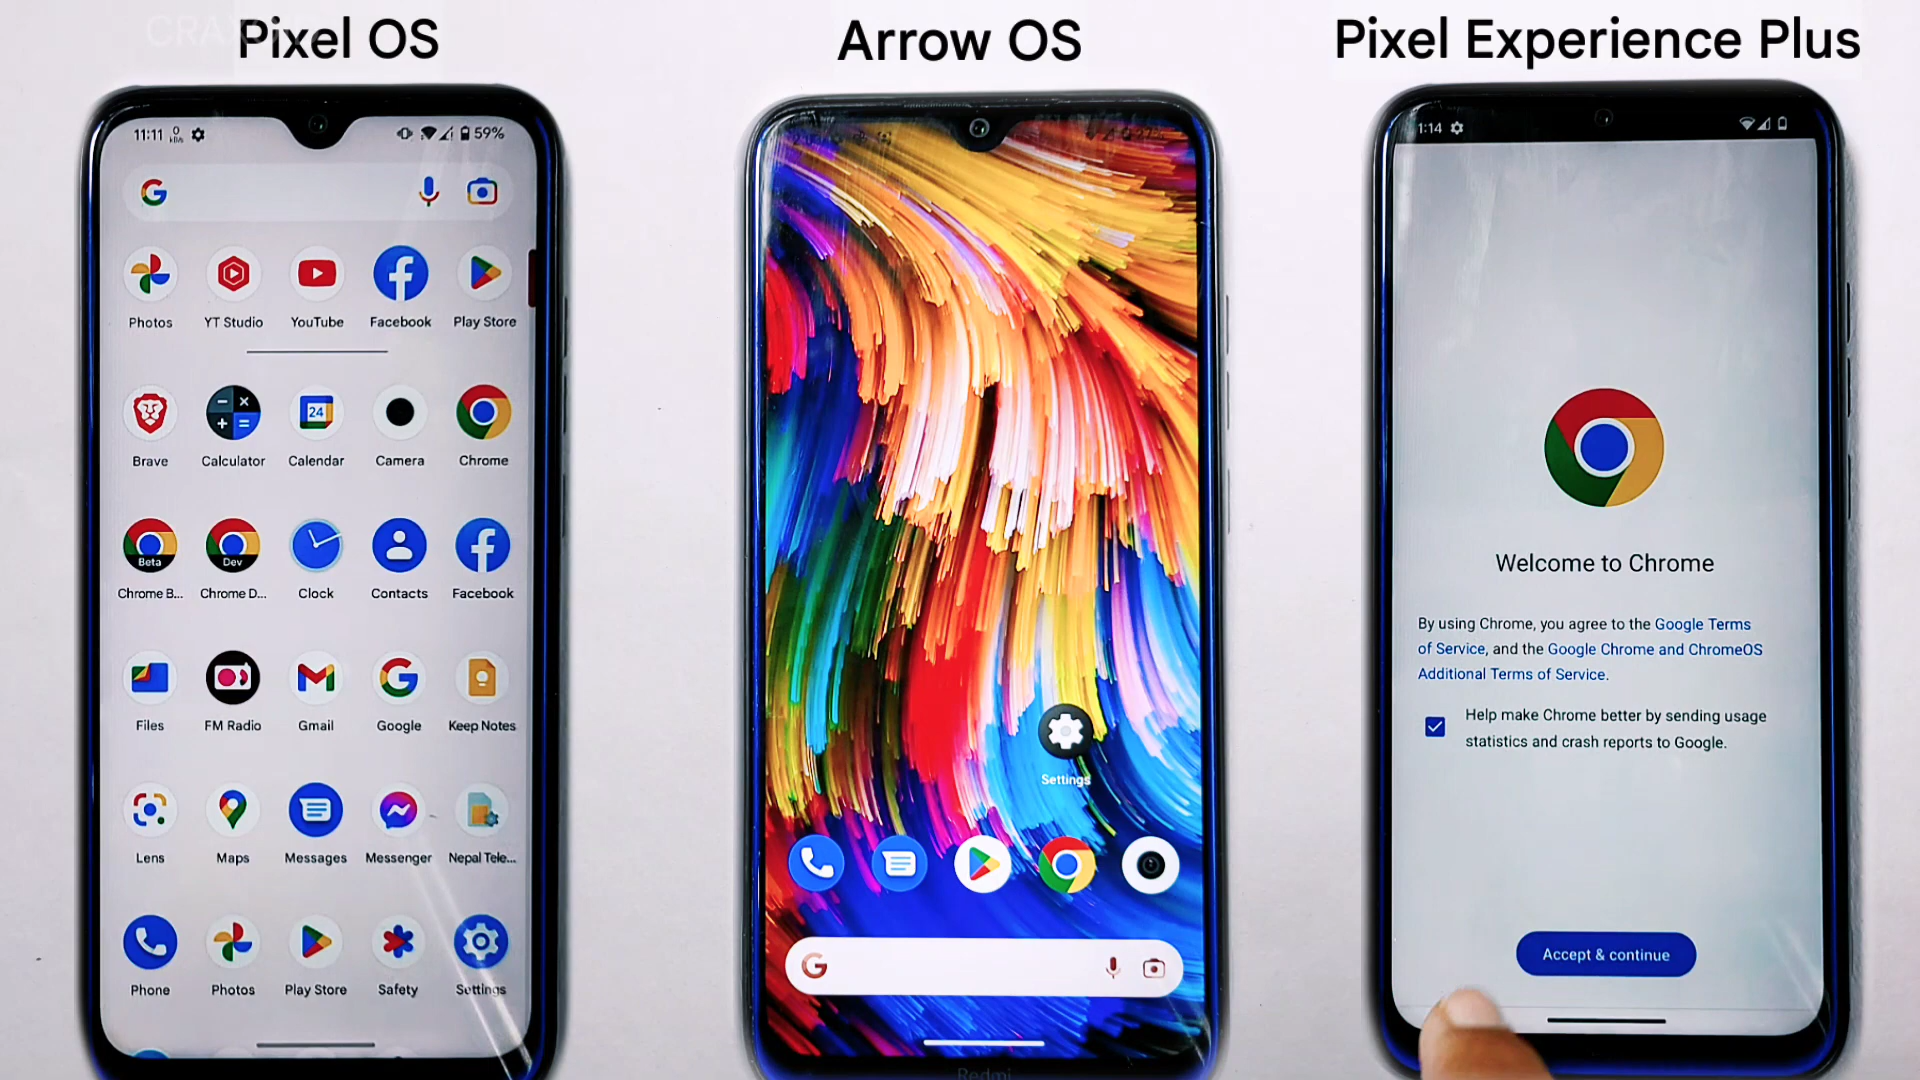 Pixel OS
Arrow OS
Pixel Experience Plus
11:11
59%
Photos
YT Studio
YouTube
Facebook
Play Store
Brave
Calculator
24
Calendar
Camera
Chrome
Beta
Dev
Chrome B...
Chrome D...
Clock
Contacts
Facebook
Files
FM Radio
Gmail
Google
Keep Notes
Lens
Maps
Messages
Messenger
Nepal Tele...
Phone
Photos
Play Store
Safety
Settings
Settings
Redmi
1:14
Welcome to Chrome
By using Chrome, you agree to the Google Terms
of Service, and the Google Chrome and ChromeOS
Additional Terms of Service.
Help make Chrome better by sending usage
statistics and crash reports to Google.
Accept & continue